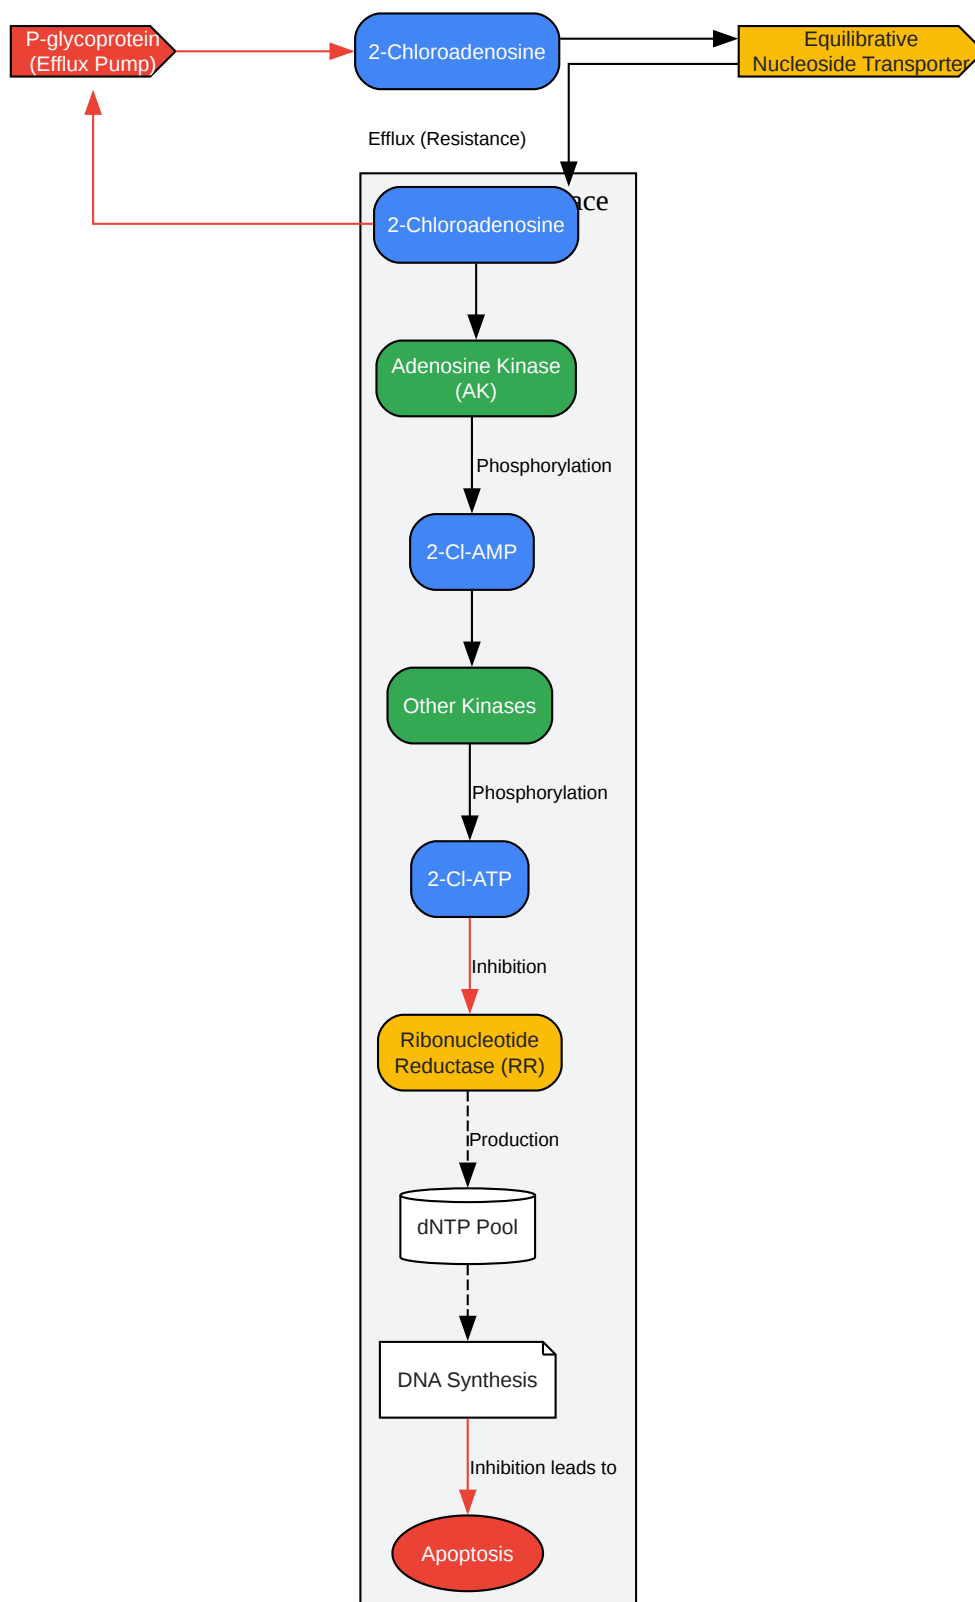 P-glycoprotein
(Efflux Pump)
2-Chloroadenosine
Equilibrative
Nucleoside Transporter
Efflux (Resistance)
2-Chloroadenosine
Adenosine Kinase
(AK)
Phosphorylation
2-Cl-AMP
Other Kinases
Phosphorylation
2-Cl-ATP
Inhibition
Ribonucleotide
Reductase (RR)
Production
dNTP Pool
DNA Synthesis
Inhibition leads to
Apoptosis